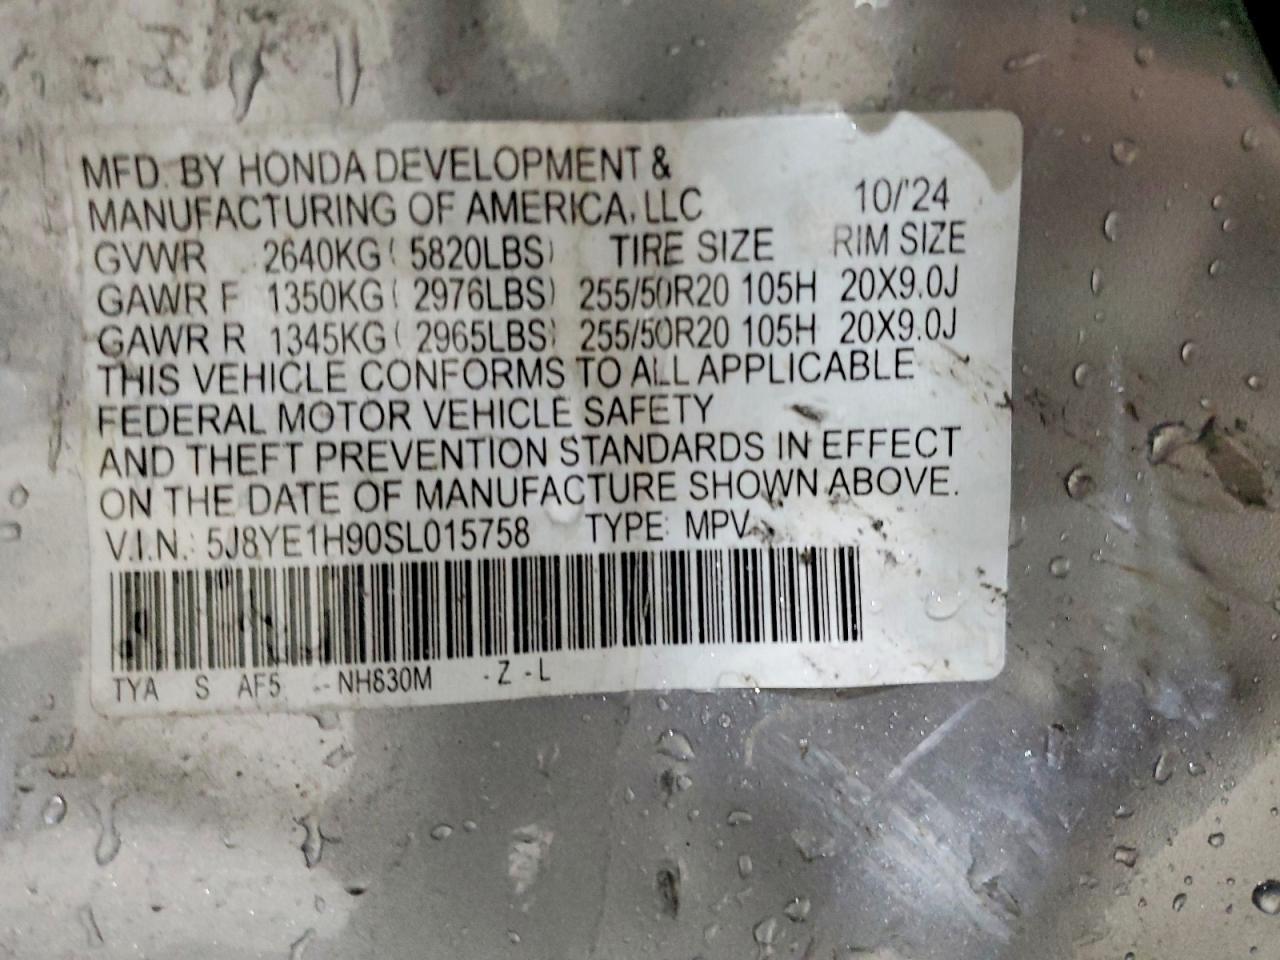 MFD. BY HONDA DEVELOPMENT &
MANUFACTURING OF AMERICA, LLC 10/'24
GVWR 2640KG ( 5820LBS) TIRE SIZE RIM SIZE
GAWR F 1350KG ( 2976LBS) 255/50R20 105H 20X9.0J
GAWR R 1345KG ( 2965LBS) 255/50R20 105H 20X9.0J
THIS VEHICLE CONFORMS TO ALL APPLICABLE
FEDERAL MOTOR VEHICLE SAFETY
AND THEFT PREVENTION STANDARDS IN EFFECT
ON THE DATE OF MANUFACTURE SHOWN ABOVE.
V.I.N.: 5J8YE1H90SL015758 TYPE: MPV
TYA S AF5 -- NH830M -Z -L